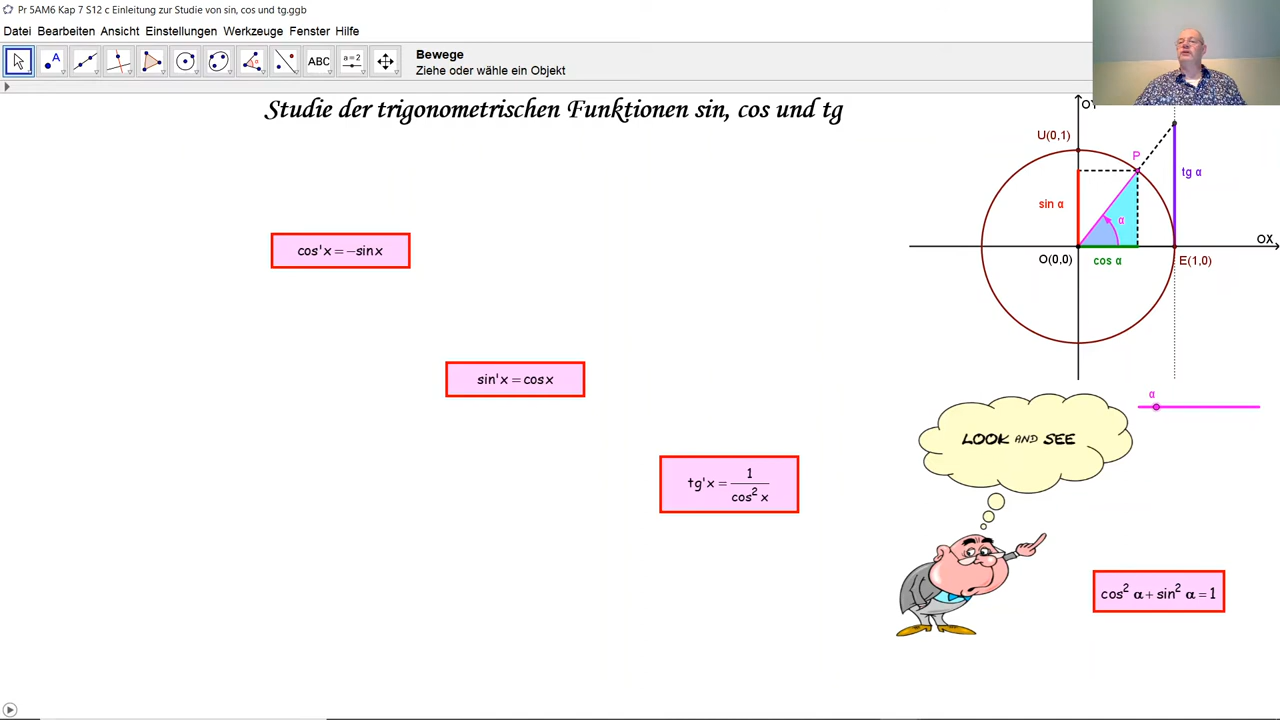 Pr 5AM6 Kap 7 S12 c Einleitung zur Studie von sin, cos und tg.ggb
Datei Bearbeiten Ansicht Einstellungen Werkzeuge Fenster Hilfe
A
ABC
a=2
Bewege
Ziehe oder wähle ein Objekt
Studie der trigonometrischen Funktionen sin, cos und tg
U(0,1)
P
tg α
sin α
α
OX
O(0,0)
cos α
E(1,0)
cos'x = −sin x
sin'x = cos x
tg'x = 1/cos² x
α
LOOK AND SEE
cos² α + sin² α = 1